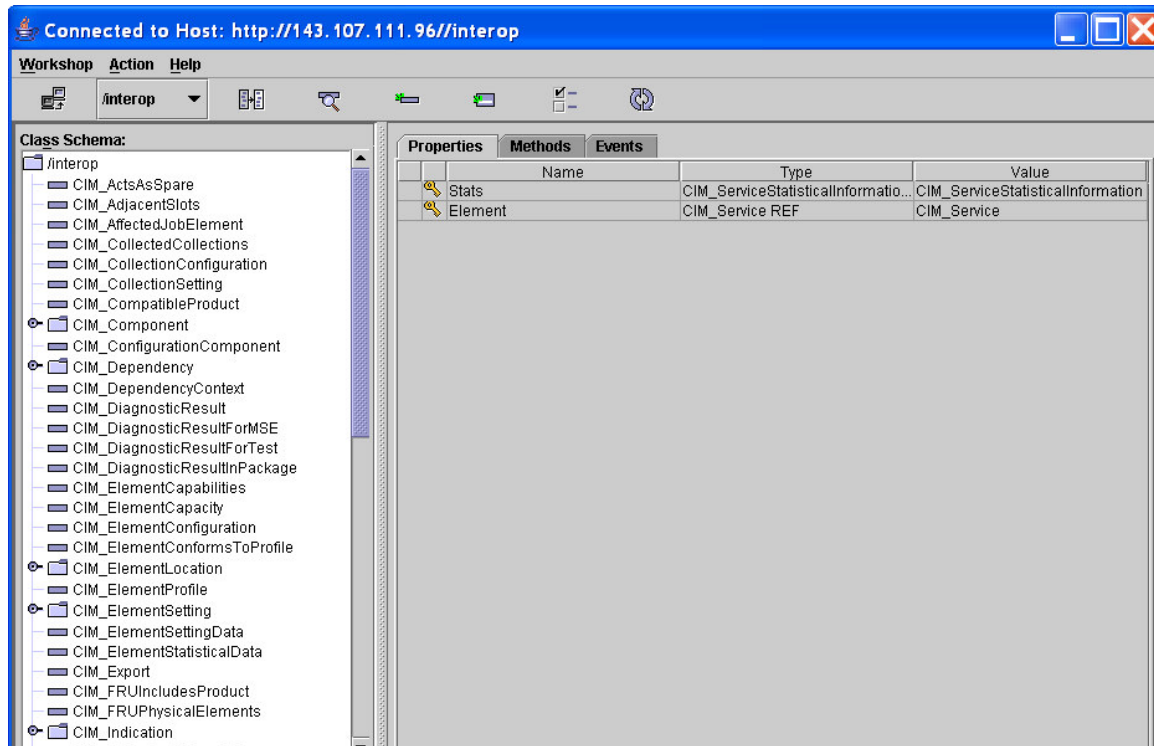 Connected to Host: http://143.107.111.96//interop
Workshop Action Help
/interop
Class Schema:
/interop
CIM_ActsAsSpare
CIM_AdjacentSlots
CIM_AffectedJobElement
CIM_CollectedCollections
CIM_CollectionConfiguration
CIM_CollectionSetting
CIM_CompatibleProduct
CIM_Component
CIM_ConfigurationComponent
CIM_Dependency
CIM_DependencyContext
CIM_DiagnosticResult
CIM_DiagnosticResultForMSE
CIM_DiagnosticResultForTest
CIM_DiagnosticResultInPackage
CIM_ElementCapabilities
CIM_ElementCapacity
CIM_ElementConfiguration
CIM_ElementConformsToProfile
CIM_ElementLocation
CIM_ElementProfile
CIM_ElementSetting
CIM_ElementSettingData
CIM_ElementStatisticalData
CIM_Export
CIM_FRUIncludesProduct
CIM_FRUPhysicalElements
CIM_Indication
Properties Methods Events
Name Type Value
Stats CIM_ServiceStatisticalInformatio... CIM_ServiceStatisticalInformation
Element CIM_Service REF CIM_Service